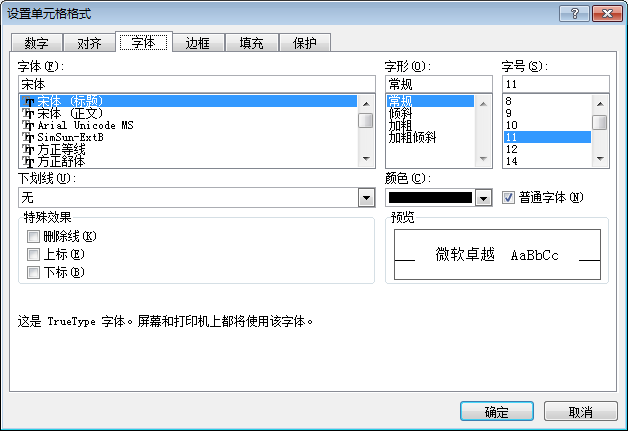 设置单元格格式
数字 对齐 字体 边框 填充 保护
字体(F): 字形(O): 字号(S):
宋体 常规 11
宋体 (标题) 常规 8
宋体 (正文) 倾斜 9
Arial Unicode MS 加粗 10
SimSun-ExtB 加粗倾斜 11
方正等线 12
方正舒体 14
下划线(U): 颜色(C):
无 普通字体(N)
特殊效果 预览
删除线(K)
上标(E) 微软卓越 AaBbCc
下标(B)
这是 TrueType 字体。屏幕和打印机上都将使用该字体。
确定 取消